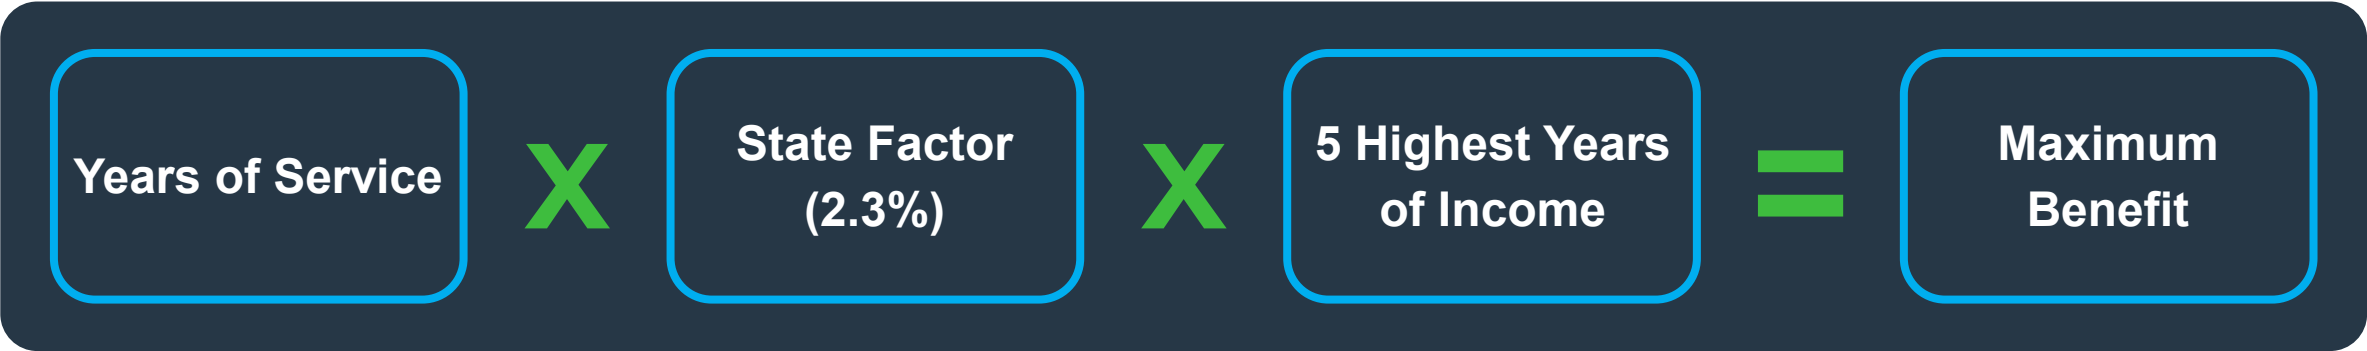 Years of Service
X
State Factor
(2.3%)
X
5 Highest Years
of Income
=
Maximum
Benefit